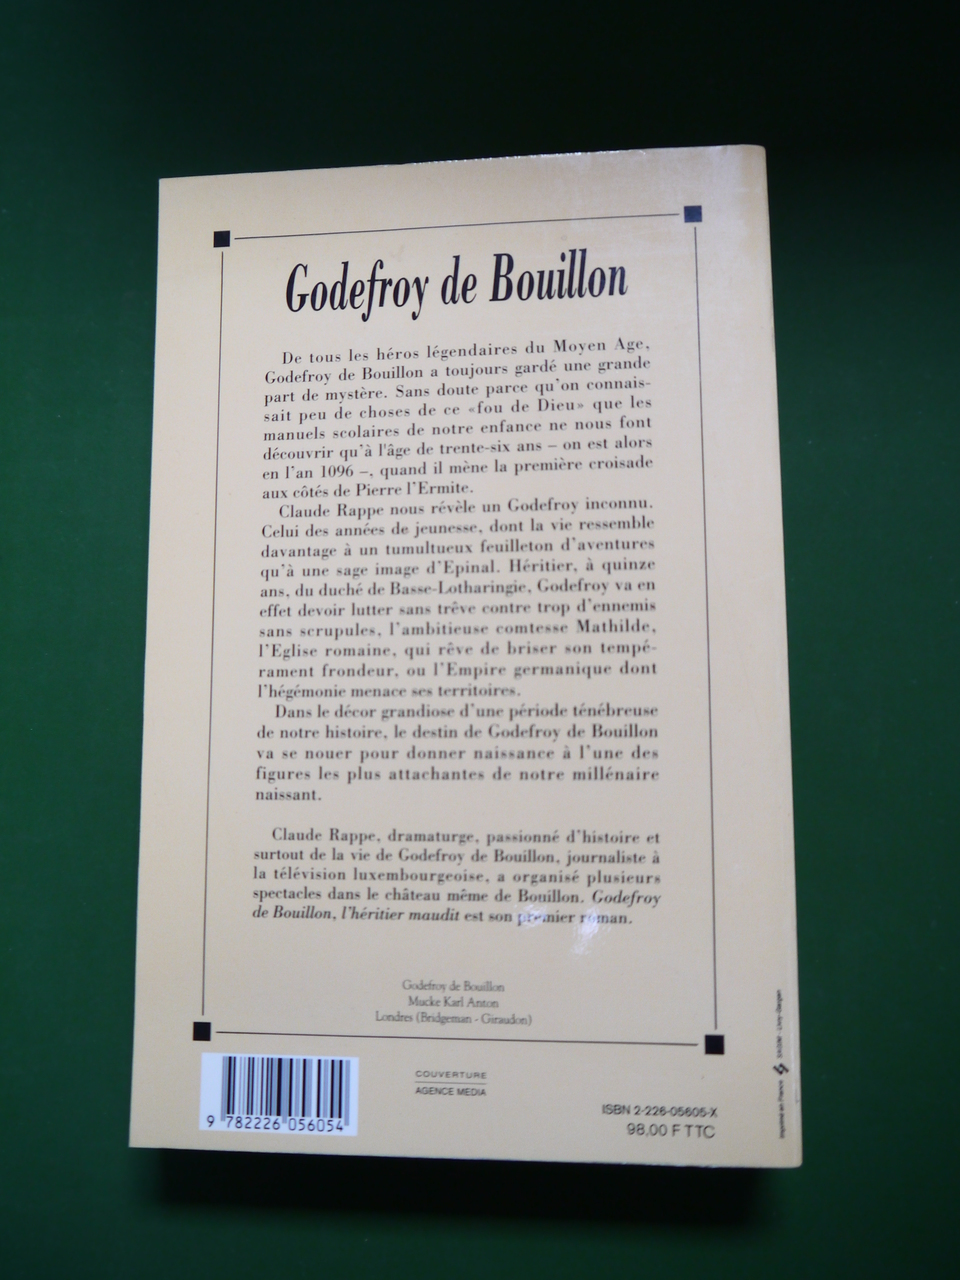 Godefroy de Bouillon
De tous les héros légendaires du Moyen Age,
Godefroy de Bouillon a toujours gardé une grande
part de mystère. Sans doute parce qu'on connais-
sait peu de choses de ce «fou de Dieu» que les
manuels scolaires de notre enfance ne nous font
découvrir qu'à l'âge de trente-six ans – on est alors
en l'an 1096 –, quand il mène la première croisade
aux côtés de Pierre l'Ermite.
Claude Rappe nous révèle un Godefroy inconnu.
Celui des années de jeunesse, dont la vie ressemble
davantage à un tumultueux feuilleton d'aventures
qu'à une sage image d'Epinal. Héritier, à quinze
ans, du duché de Basse-Lotharingie, Godefroy va en
effet devoir lutter sans trêve contre trop d'ennemis
sans scrupules, l'ambitieuse comtesse Mathilde,
l'Eglise romaine, qui rêve de briser son tempé-
rament frondeur, ou l'Empire germanique dont
l'hégémonie menace ses territoires.
Dans le décor grandiose d'une période ténébreuse
de notre histoire, le destin de Godefroy de Bouillon
va se nouer pour donner naissance à l'une des
figures les plus attachantes de notre millénaire
naissant.
Claude Rappe, dramaturge, passionné d'histoire et
surtout de la vie de Godefroy de Bouillon, journaliste à
la télévision luxembourgeoise, a organisé plusieurs
spectacles dans le château même de Bouillon. Godefroy
de Bouillon, l'héritier maudit est son premier roman.
Godefroy de Bouillon
Mucke Karl Anton
Londres (Bridgeman - Giraudon)
COUVERTURE
AGENCE MEDIA
9 782226 056054
ISBN 2-226-05605-X
98,00 F TTC
Imprimé en France